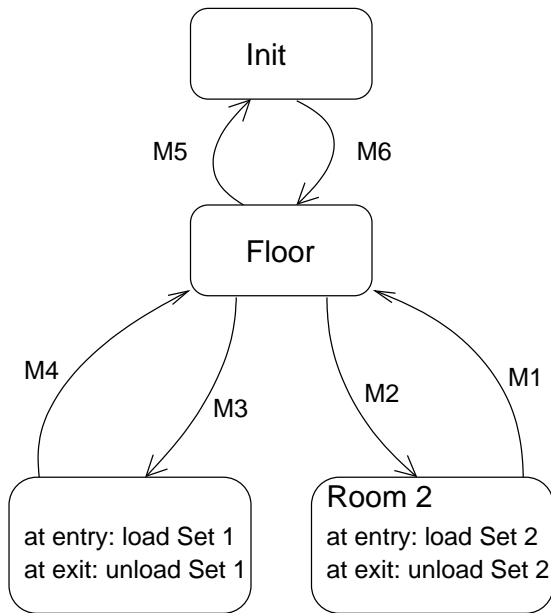 Init
M5
M6
Floor
M4
M3
M2
M1
at entry: load Set 1
at exit: unload Set 1
Room 2
at entry: load Set 2
at exit: unload Set 2